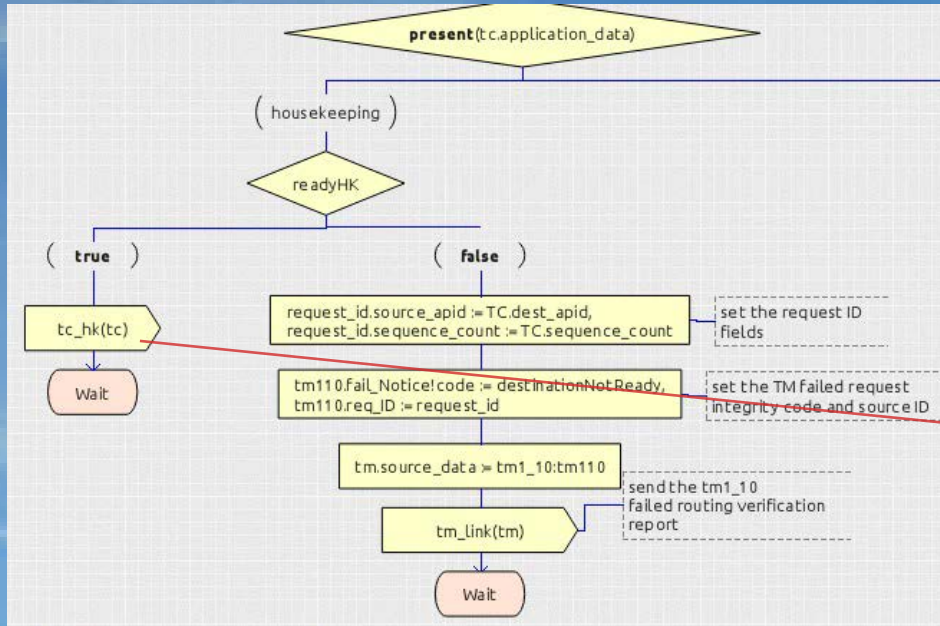 present(tc.application_data)
( housekeeping )
readyHK
( true )
( false )
tc_hk(tc)
Wait
request_id.source_apid := TC.dest_apid,
request_id.sequence_count := TC.sequence_count
set the request ID
fields
tm110.fail_Notice!code := destinationNotReady,
tm110.req_ID := request_id
set the TM failed request
integrity code and source ID
tm.source_data := tm1_10:tm110
send the tm1_10
failed routing verification
report
tm_link(tm)
Wait